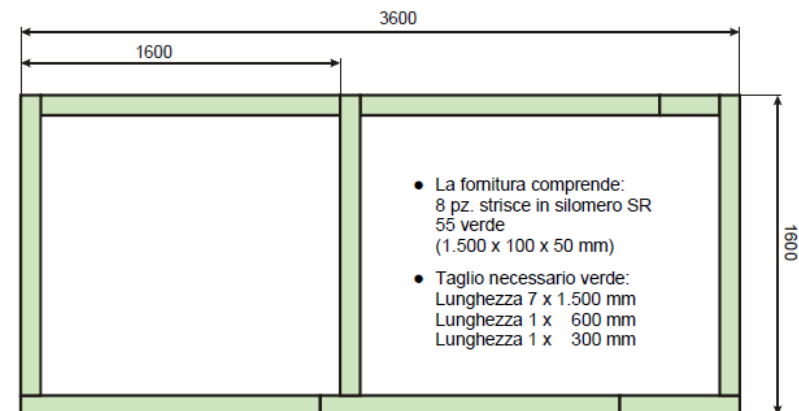 3600
1600
● La fornitura comprende:
8 pz. strisce in silomero SR
55 verde
(1.500 x 100 x 50 mm)
● Taglio necessario verde:
Lunghezza 7 x 1.500 mm
Lunghezza 1 x 600 mm
Lunghezza 1 x 300 mm
1600